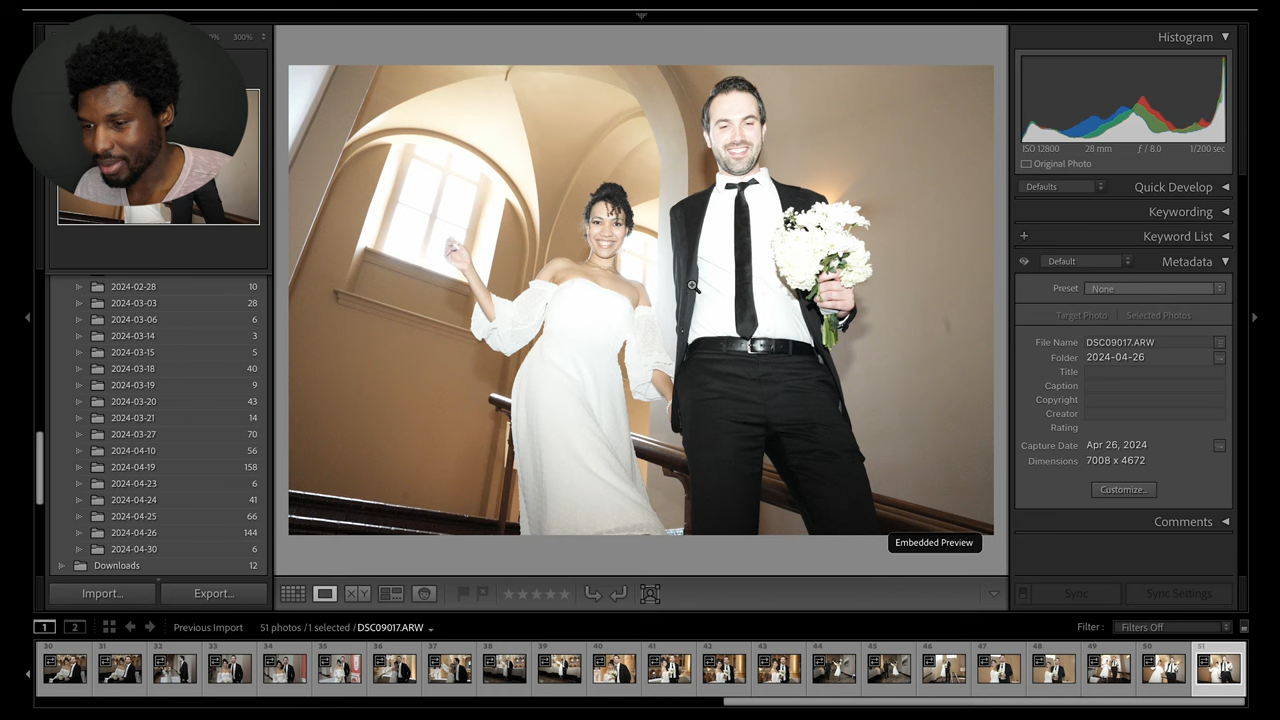 300%
Histogram
ISO 12800 28 mm ƒ / 8.0 1/200 sec
Original Photo
Defaults Quick Develop
Keywording
Keyword List
Default Metadata
Preset None
Target Photo Selected Photos
File Name DSC09017.ARW
Folder 2024-04-26
Title
Caption
Copyright
Creator
Rating
Capture Date Apr 26, 2024
Dimensions 7008 x 4672
Customize...
Comments
2024-02-28 10
2024-03-03 28
2024-03-06 6
2024-03-14 3
2024-03-15 5
2024-03-18 40
2024-03-19 9
2024-03-20 43
2024-03-21 14
2024-03-27 70
2024-04-10 56
2024-04-19 158
2024-04-23 6
2024-04-24 41
2024-04-25 66
2024-04-26 144
2024-04-30 6
Downloads 12
Embedded Preview
Import... Export... X Y Sync Sync Settings
1 2 Previous Import 51 photos / 1 selected / DSC09017.ARW Filter : Filters Off
30 31 32 33 34 35 36 37 38 39 40 41 42 43 44 45 46 47 48 49 50 51